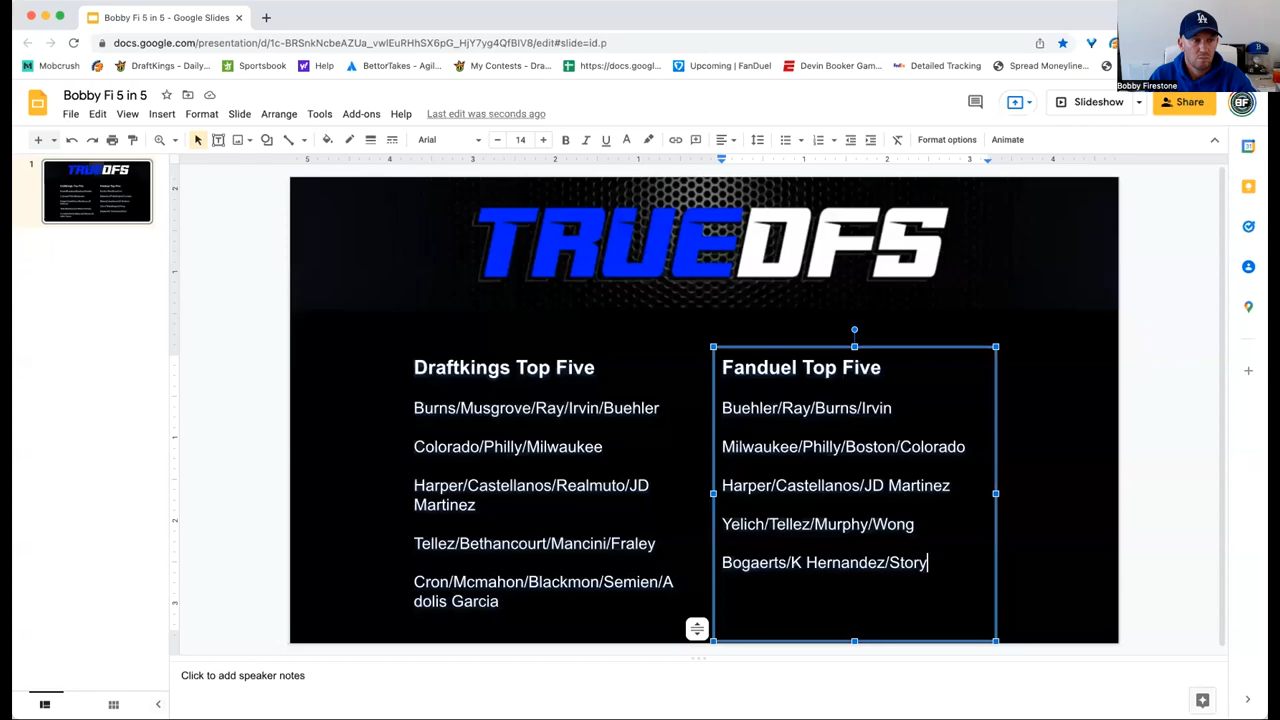 Bobby Fi 5 in 5 - Google Slides
docs.google.com/presentation/d/1c-BRSnkNcbeAZUa_vwlEuRHhSX6pG_HjY7yg4QfBIV8/edit#slide=id.p
Mobcrush
DraftKings - Daily...
Sportsbook
Help
BettorTakes - Agil...
My Contests - Dra...
https://docs.googl...
Upcoming | FanDuel
Devin Booker Gam...
Detailed Tracking
Spread Moneyline...
Bobby Firestone
Bobby Fi 5 in 5
File Edit View Insert Format Slide Arrange Tools Add-ons Help
Last edit was seconds ago
Slideshow
Share
Arial
14
Format options
Animate
1
TRUEDFS
Draftkings Top Five
Burns/Musgrove/Ray/Irvin/Buehler
Colorado/Philly/Milwaukee
Harper/Castellanos/Realmuto/JD
Martinez
Tellez/Bethancourt/Mancini/Fraley
Cron/Mcmahon/Blackmon/Semien/A
dolis Garcia
Fanduel Top Five
Buehler/Ray/Burns/Irvin
Milwaukee/Philly/Boston/Colorado
Harper/Castellanos/JD Martinez
Yelich/Tellez/Murphy/Wong
Bogaerts/K Hernandez/Story
Click to add speaker notes